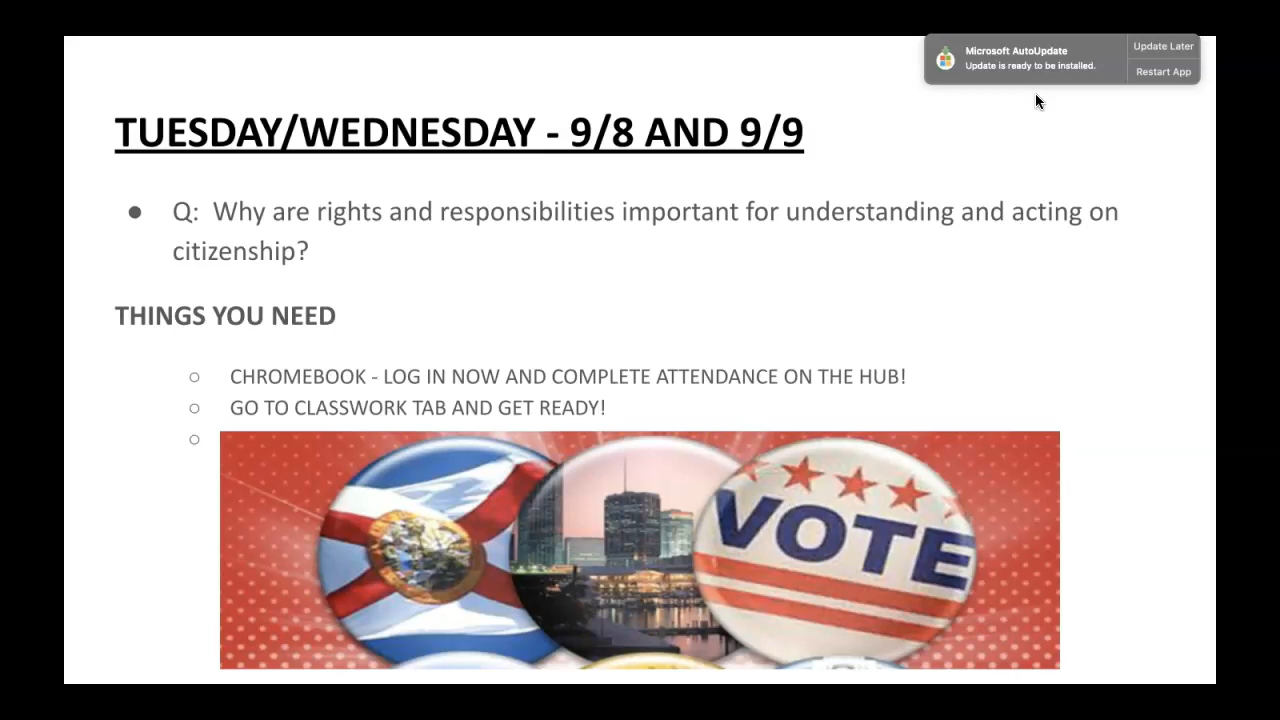 Microsoft AutoUpdate
Update is ready to be installed.
Update Later
Restart App
TUESDAY/WEDNESDAY - 9/8 AND 9/9
● Q: Why are rights and responsibilities important for understanding and acting on
citizenship?
THINGS YOU NEED
○ CHROMEBOOK - LOG IN NOW AND COMPLETE ATTENDANCE ON THE HUB!
○ GO TO CLASSWORK TAB AND GET READY!
○
VOTE